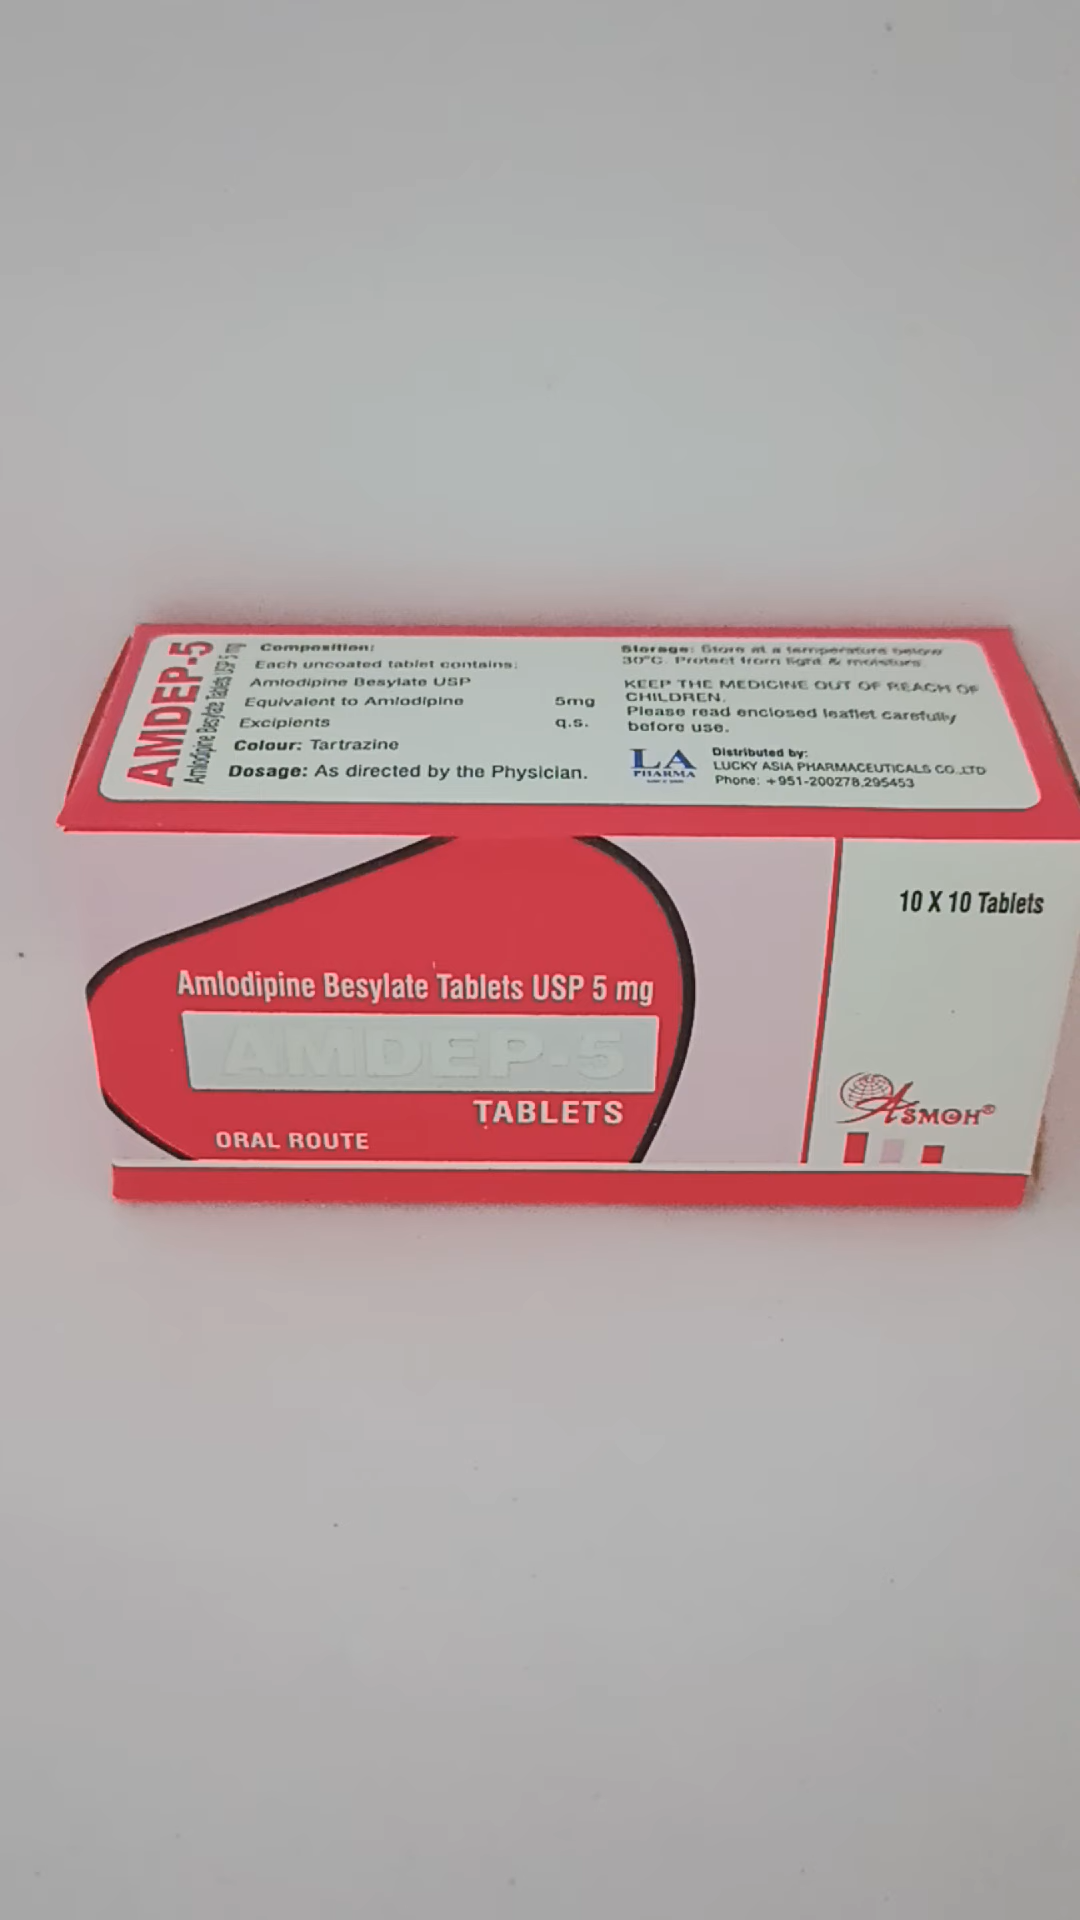 AMDEP-5
Amlodipine Besylate Tablets USP 5 mg
Composition:
Each uncoated tablet contains:
Amlodipine Besylate USP
Equivalent to Amlodipine 5mg
Excipients q.s.
Colour: Tartrazine
Dosage: As directed by the Physician.
Storage: Store at a temperature below
30°C. Protect from light & moisture.
KEEP THE MEDICINE OUT OF REACH OF
CHILDREN.
Please read enclosed leaflet carefully
before use.
LA
PHARMA
Distributed by:
LUCKY ASIA PHARMACEUTICALS CO.,LTD
Phone: +951-200278,295453
Amlodipine Besylate Tablets USP 5 mg
AMDEP-5
TABLETS
ORAL ROUTE
10 X 10 Tablets
ASMOH®